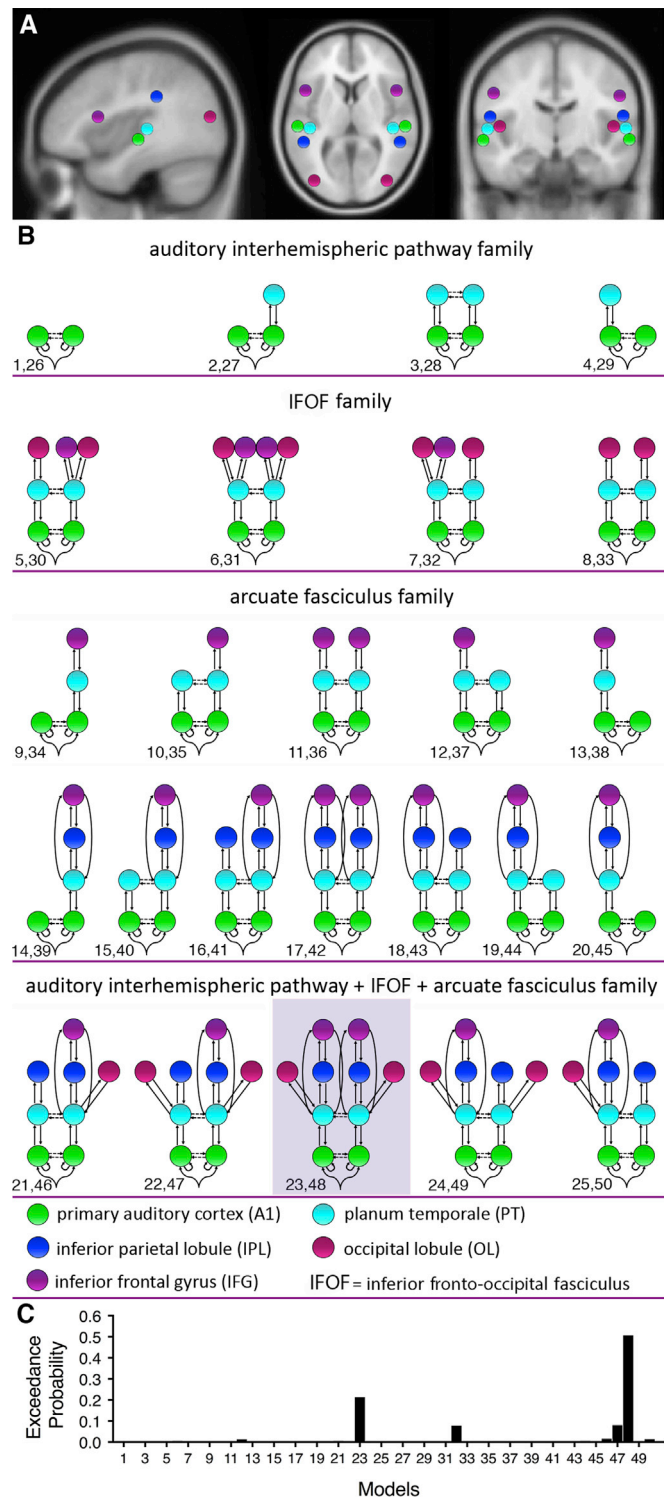 A
B
auditory interhemispheric pathway family
1,26 2,27 3,28 4,29
IFOF family
5,30 6,31 7,32 8,33
arcuate fasciculus family
9,34 10,35 11,36 12,37 13,38
14,39 15,40 16,41 17,42 18,43 19,44 20,45
auditory interhemispheric pathway + IFOF + arcuate fasciculus family
21,46 22,47 23,48 24,49 25,50
primary auditory cortex (A1) planum temporale (PT)
inferior parietal lobule (IPL) occipital lobule (OL)
inferior frontal gyrus (IFG) IFOF = inferior fronto-occipital fasciculus
C
Exceedance
Probability
0.6
0.5
0.4
0.3
0.2
0.1
0.0
1 3 5 7 9 11 13 15 17 19 21 23 25 27 29 31 33 35 37 39 41 43 45 47 49
Models